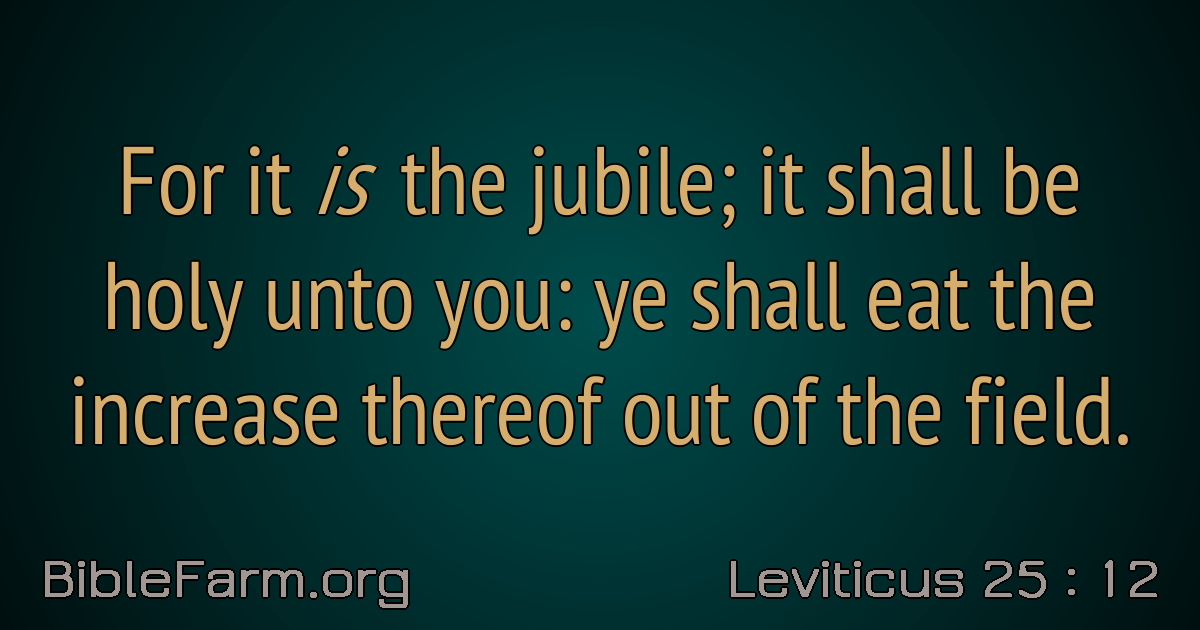 For it is the jubile; it shall be
holy unto you: ye shall eat the
increase thereof out of the field.
BibleFarm.org
Leviticus 25 : 12